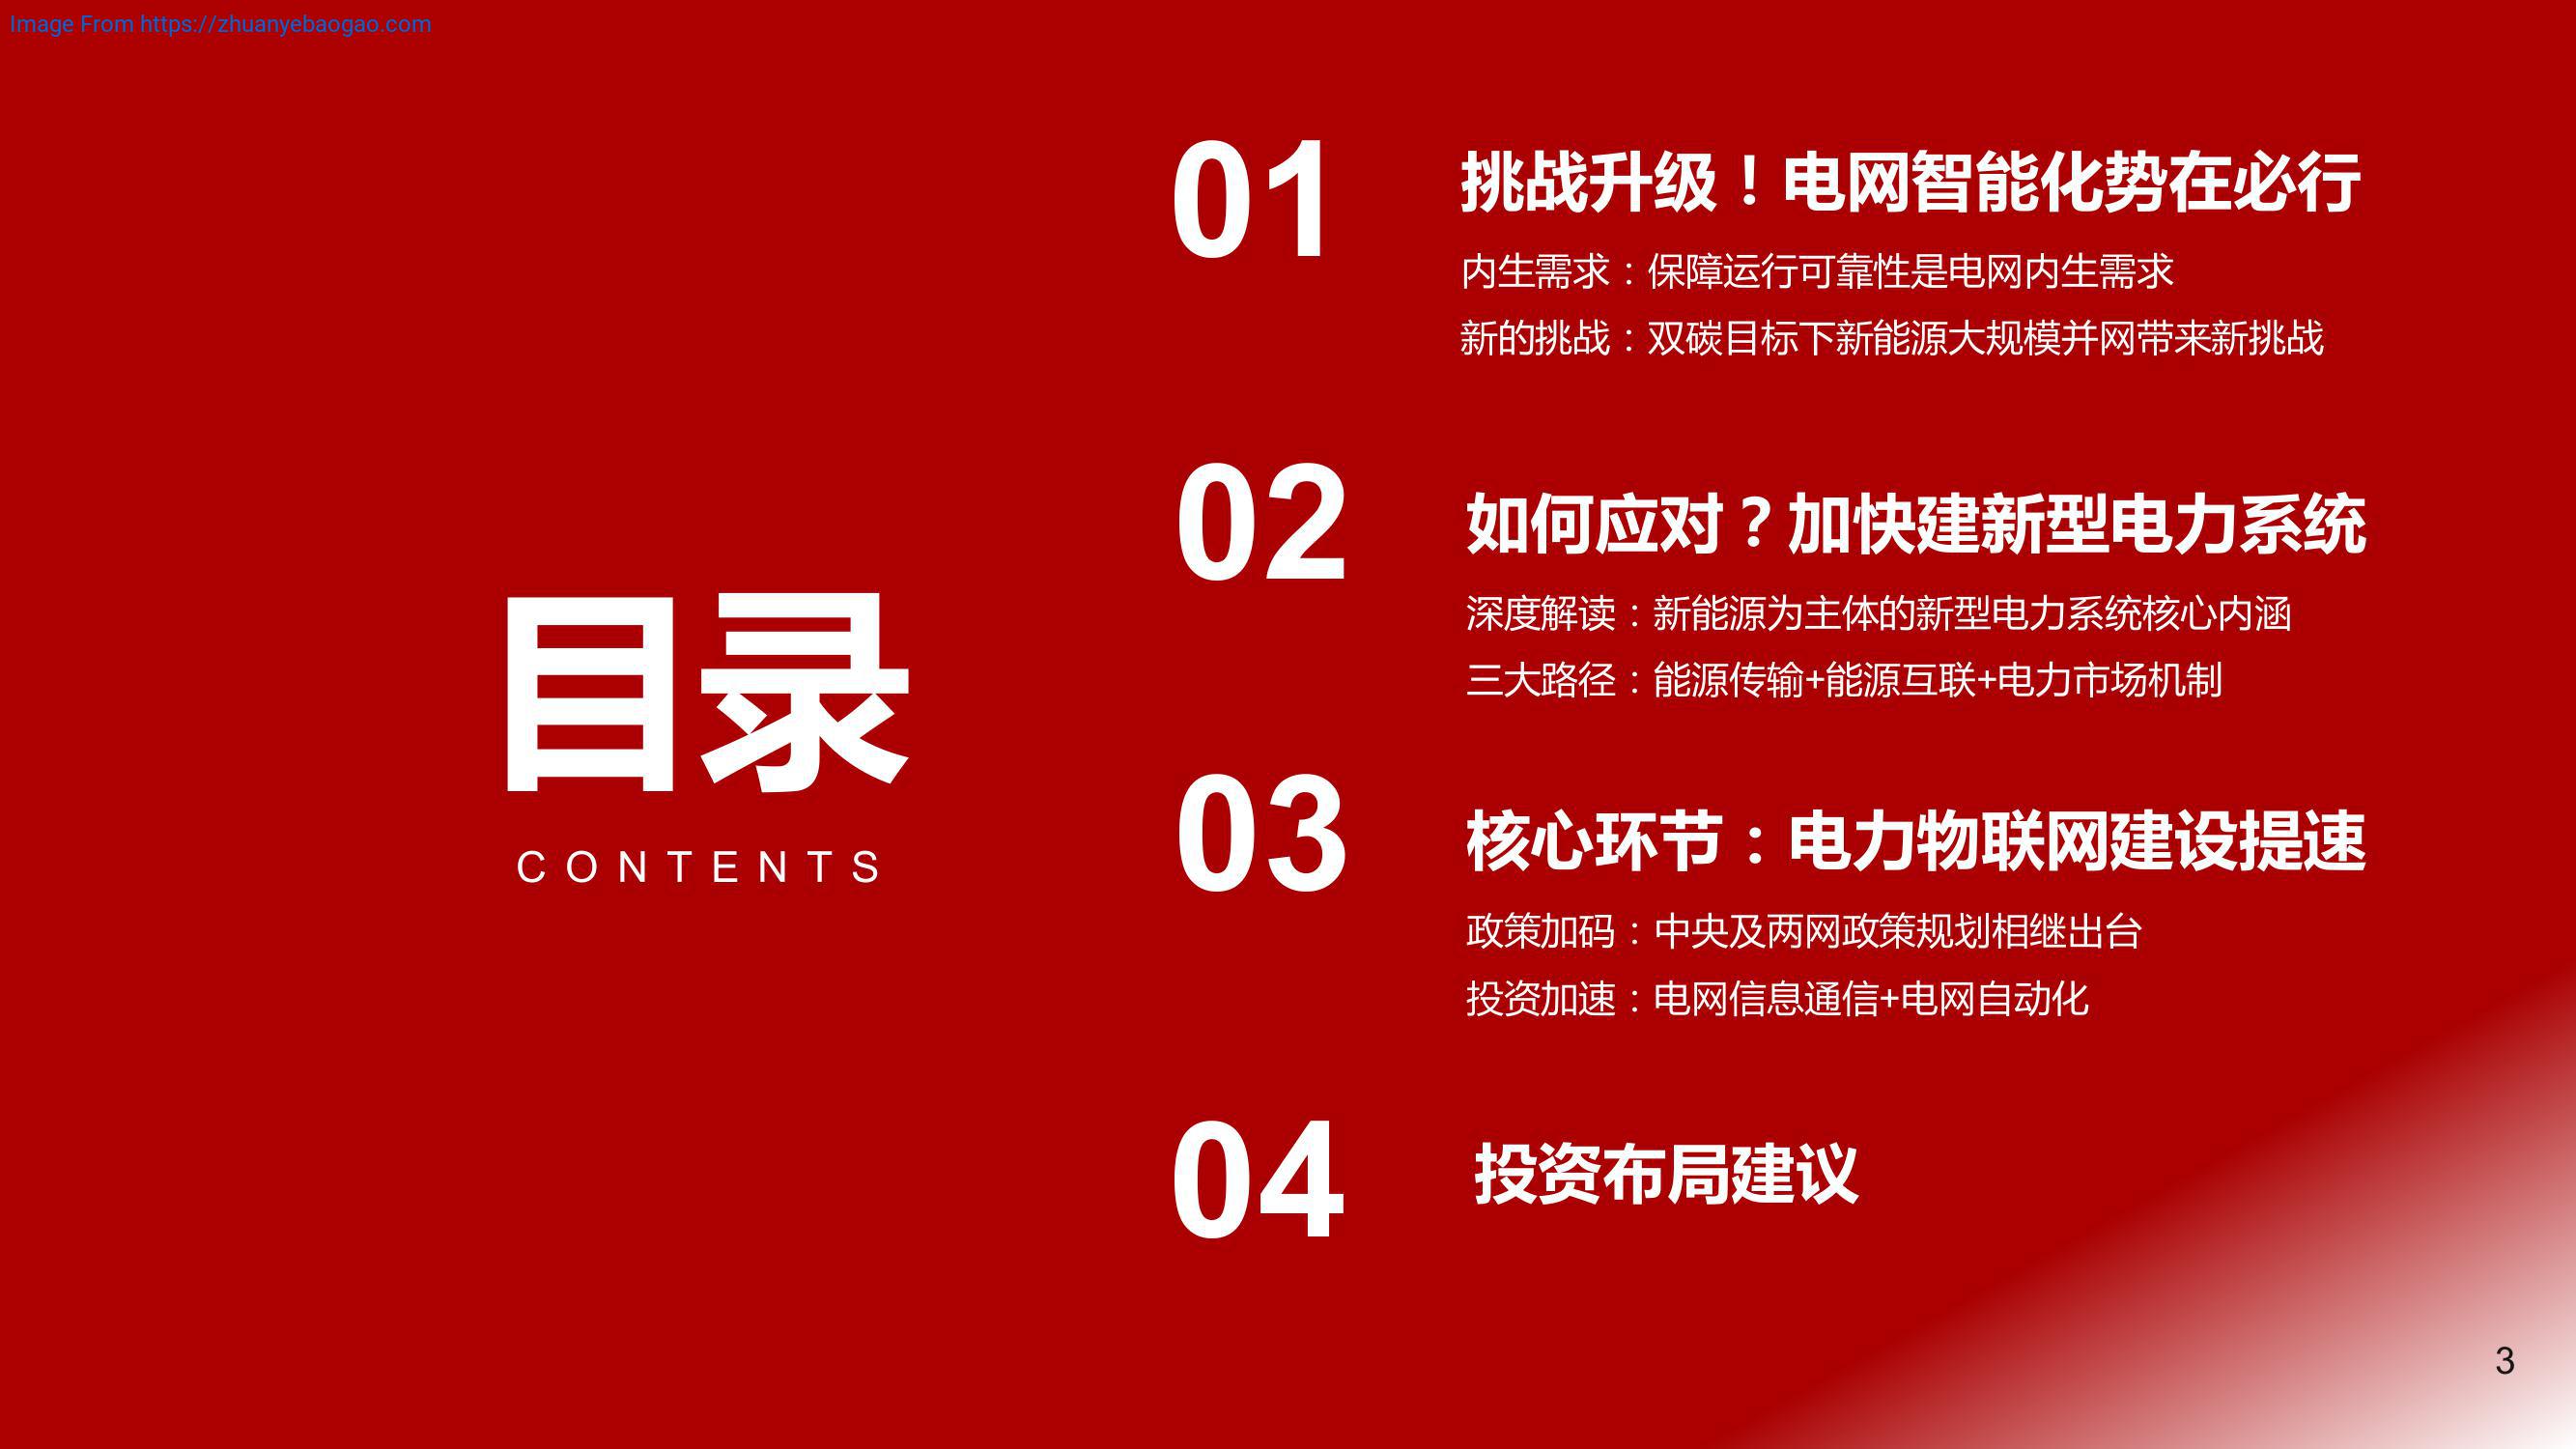 Image From https://zhuanyebaogao.com
目录
CONTENTS
01
挑战升级！电网智能化势在必行
内生需求：保障运行可靠性是电网内生需求
新的挑战：双碳目标下新能源大规模并网带来新挑战
02
如何应对？加快建新型电力系统
深度解读：新能源为主体的新型电力系统核心内涵
三大路径：能源传输+能源互联+电力市场机制
03
核心环节：电力物联网建设提速
政策加码：中央及两网政策规划相继出台
投资加速：电网信息通信+电网自动化
04
投资布局建议
3